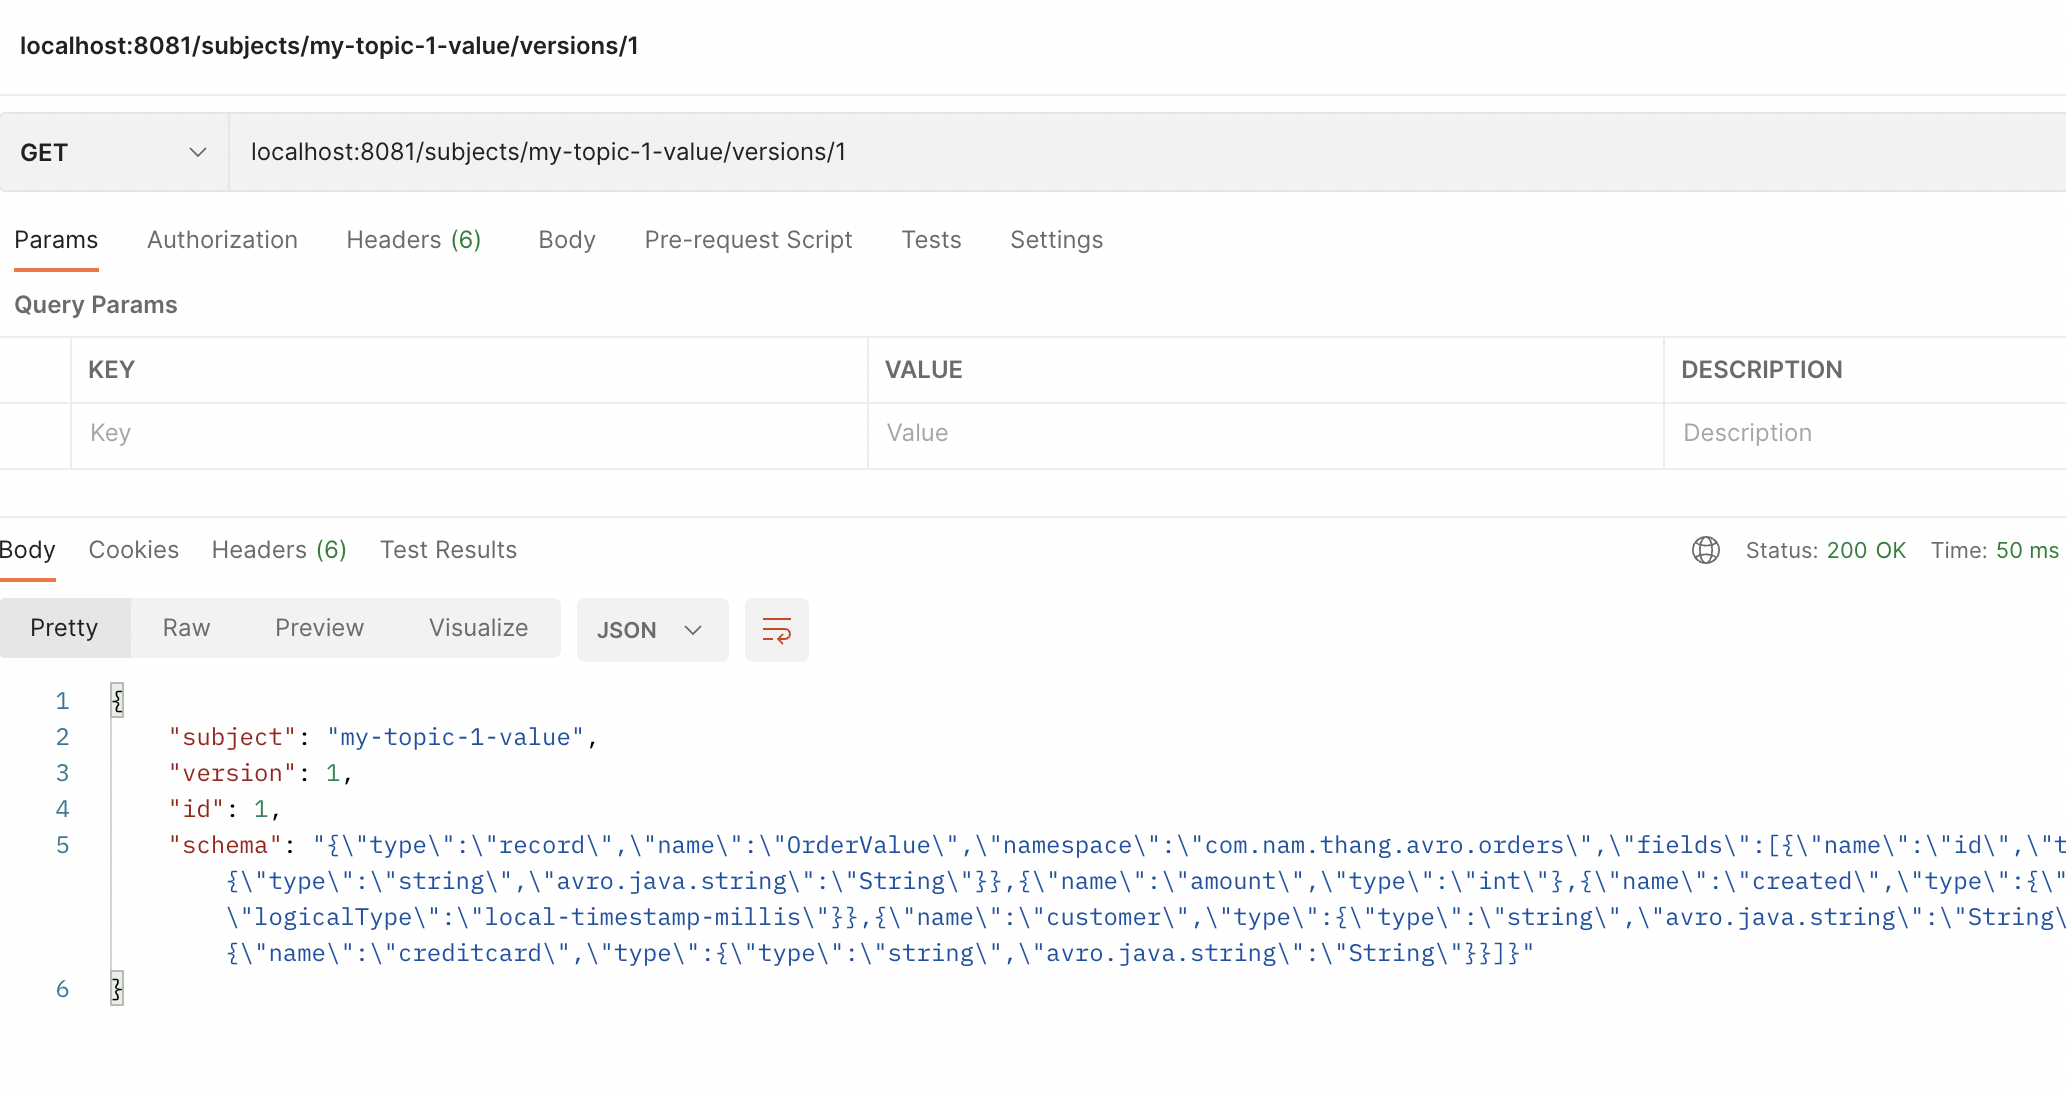 localhost:8081/subjects/my-topic-1-value/versions/1
GET localhost:8081/subjects/my-topic-1-value/versions/1
Params Authorization Headers (6) Body Pre-request Script Tests Settings
Query Params
KEY VALUE DESCRIPTION
Key Value Description
Body Cookies Headers (6) Test Results Status: 200 OK Time: 50 ms
Pretty Raw Preview Visualize JSON
1 {
2 "subject": "my-topic-1-value",
3 "version": 1,
4 "id": 1,
5 "schema": "{\"type\":\"record\",\"name\":\"OrderValue\",\"namespace\":\"com.nam.thang.avro.orders\",\"fields\":[{\"name\":\"id\",\"t
{\"type\":\"string\",\"avro.java.string\":\"String\"}},{\"name\":\"amount\",\"type\":\"int\"},{\"name\":\"created\",\"type\":{\"
\"logicalType\":\"local-timestamp-millis\"}},{\"name\":\"customer\",\"type\":{\"type\":\"string\",\"avro.java.string\":\"String\
{\"name\":\"creditcard\",\"type\":{\"type\":\"string\",\"avro.java.string\":\"String\"}}]}"
6 }